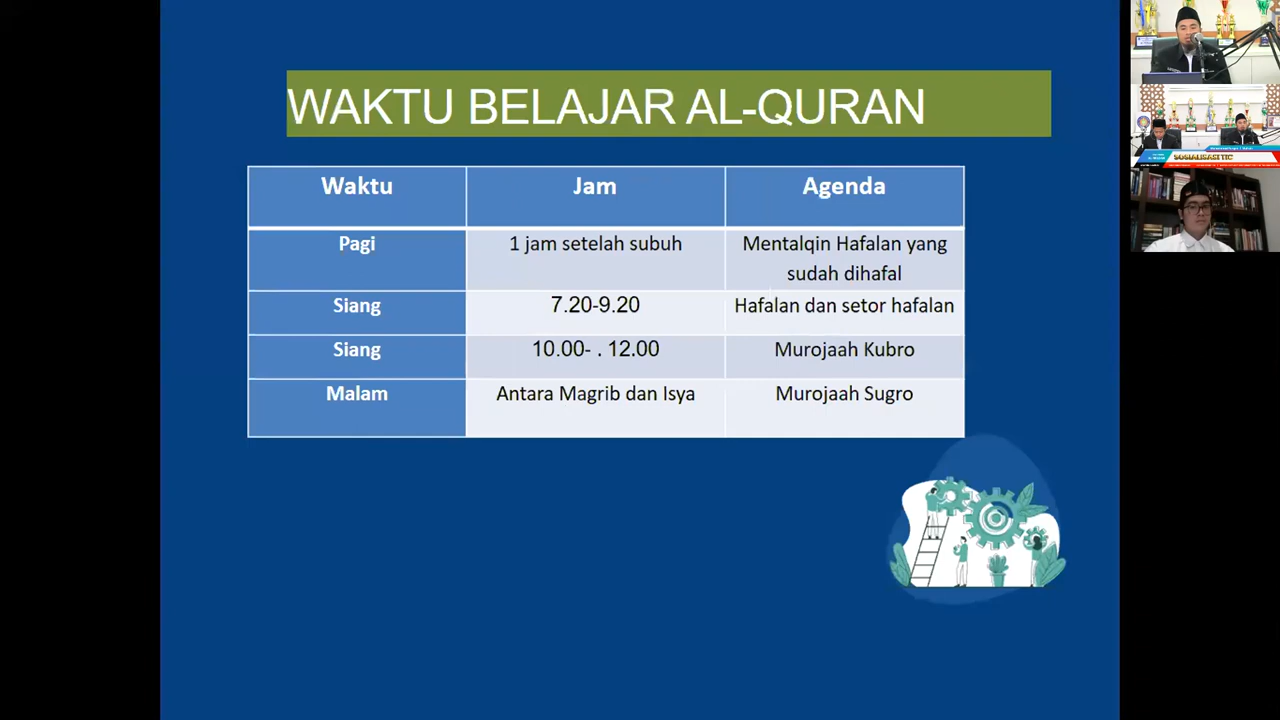 WAKTU BELAJAR AL-QURAN
Waktu Jam Agenda
Pagi 1 jam setelah subuh Mentalqin Hafalan yang
sudah dihafal
Siang 7.20-9.20 Hafalan dan setor hafalan
Siang 10.00- . 12.00 Murojaah Kubro
Malam Antara Magrib dan Isya Murojaah Sugro
SOSIALISASI TIC